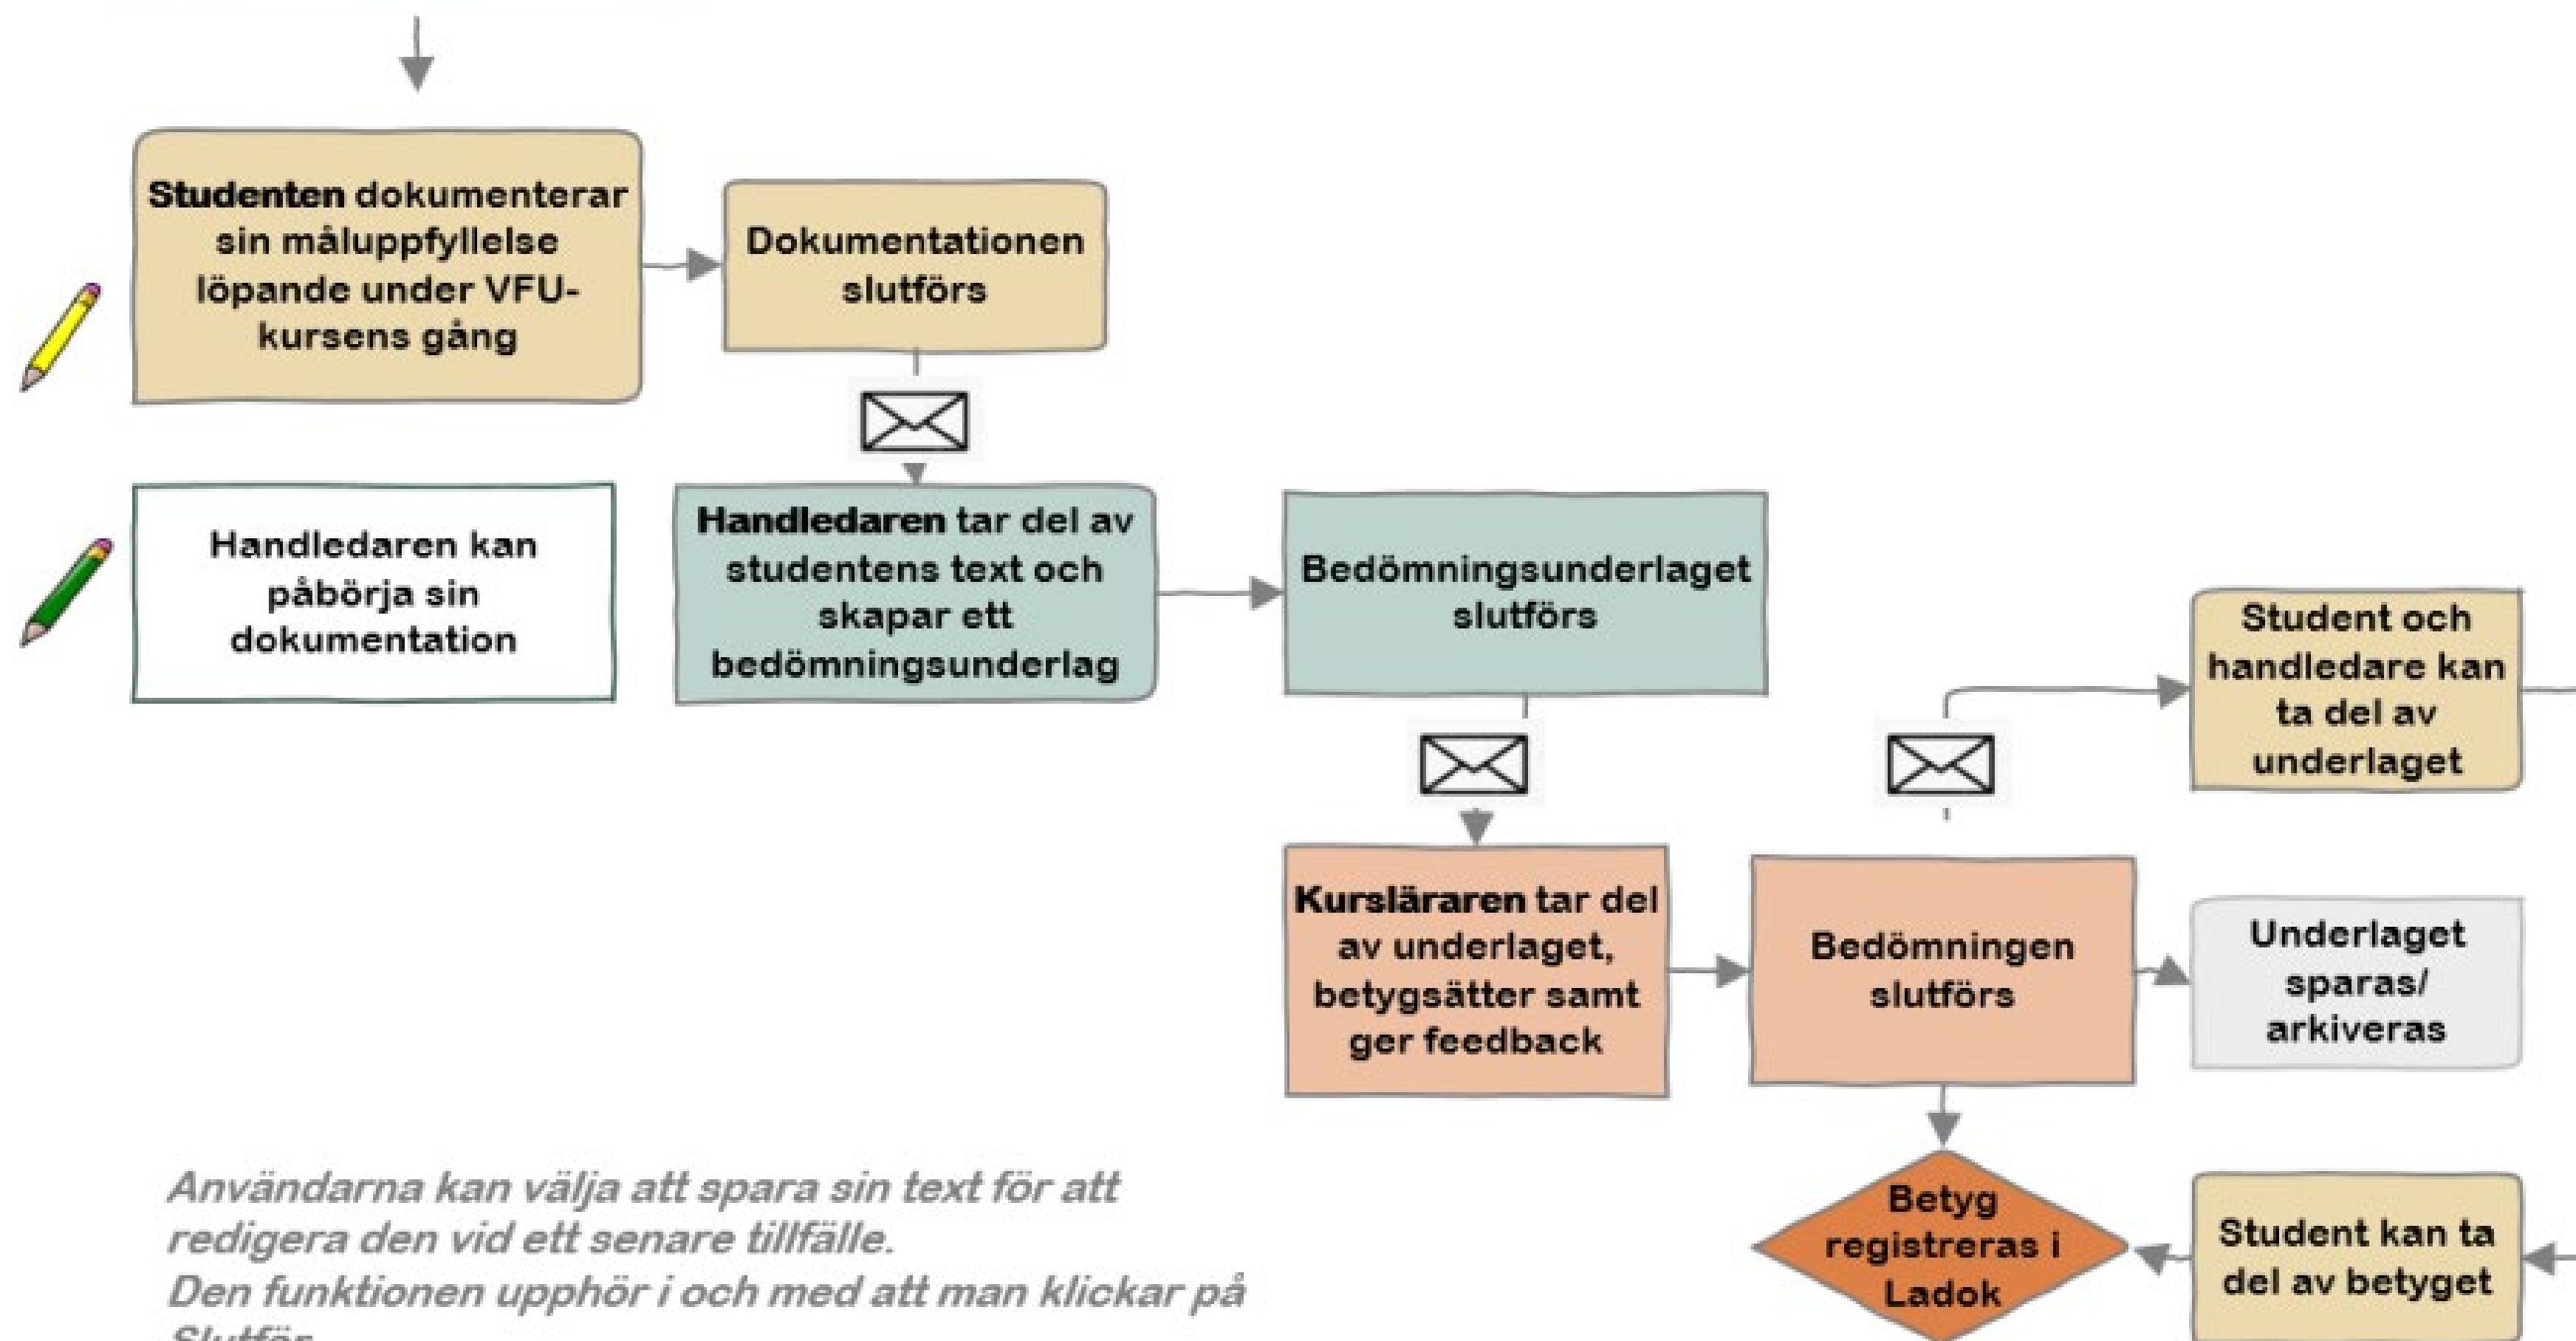 Studenten dokumenterar
sin måluppfyllelse
löpande under VFU-
kursens gång
Dokumentationen
slutförs
Handledaren kan
påbörja sin
dokumentation
Handledaren tar del av
studentens text och
skapar ett
bedömningsunderlag
Bedömningsunderlaget
slutförs
Student och
handledare kan
ta del av
underlaget
Kursläraren tar del
av underlaget,
betygsätter samt
ger feedback
Bedömningen
slutförs
Underlaget
sparas/
arkiveras
Betyg
registreras i
Ladok
Student kan ta
del av betyget
Användarna kan välja att spara sin text för att
redigera den vid ett senare tillfälle.
Den funktionen upphör i och med att man klickar på
Slutför